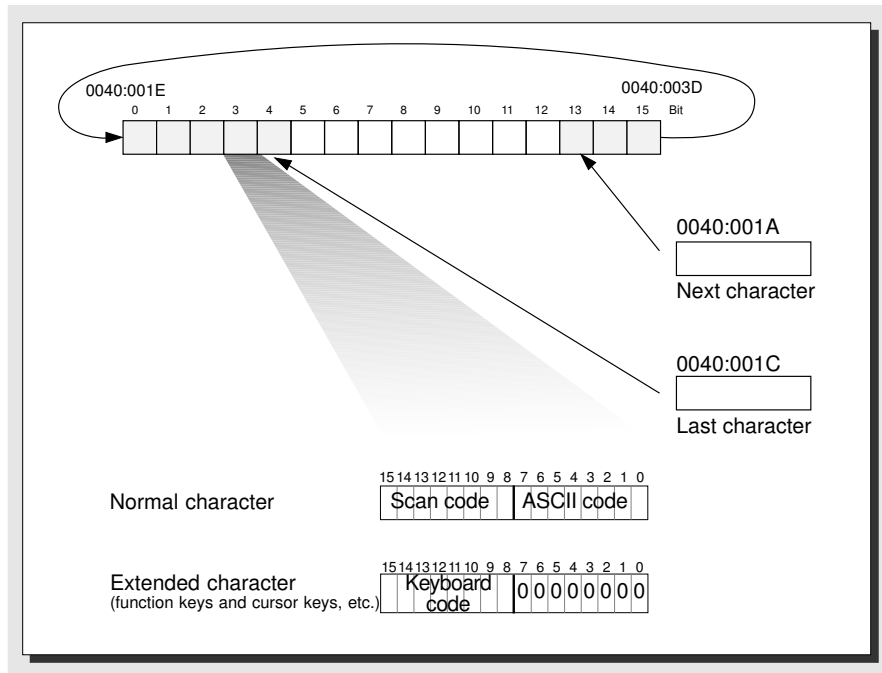 0040:001E 0040:003D
0 1 2 3 4 5 6 7 8 9 10 11 12 13 14 15 Bit
0040:001A
Next character
0040:001C
Last character
15 14 13 12 11 10 9 8 7 6 5 4 3 2 1 0
Normal character Scan code ASCII code
15 14 13 12 11 10 9 8 7 6 5 4 3 2 1 0
Extended character Keyboard code 0 0 0 0 0 0 0 0
(function keys and cursor keys, etc.)